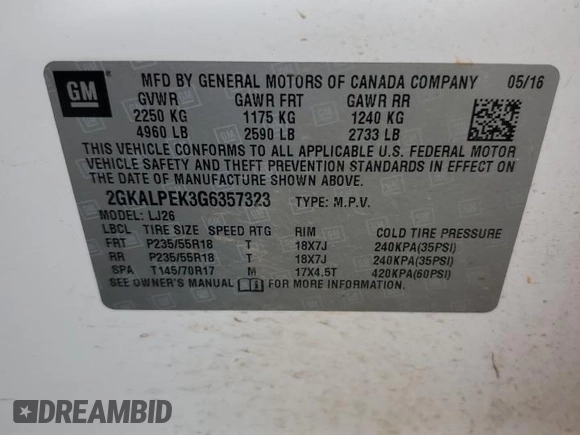 GM
MFD BY GENERAL MOTORS OF CANADA COMPANY 05/16
GVWR GAWR FRT GAWR RR
2250 KG 1175 KG 1240 KG
4960 LB 2590 LB 2733 LB
THIS VEHICLE CONFORMS TO ALL APPLICABLE U.S. FEDERAL MOTOR
VEHICLE SAFETY AND THEFT PREVENTION STANDARDS IN EFFECT ON
THE DATE OF MANUFACTURE SHOWN ABOVE.
2GKALPEK3G6357323 TYPE: M.P.V.
MODEL: LJ26
LBCL TIRE SIZE SPEED RTG RIM COLD TIRE PRESSURE
FRT P235/55R18 T 18X7J 240KPA(35PSI)
RR P235/55R18 T 18X7J 240KPA(35PSI)
SPA T145/70R17 M 17X4.5T 420KPA(60PSI)
SEE OWNER'S MANUAL FOR MORE INFORMATION.
DREAMBID